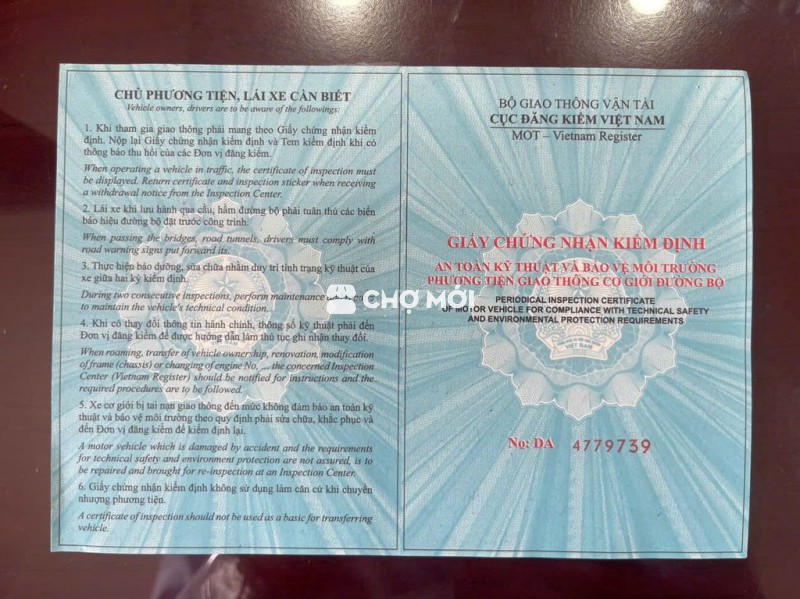 CHỦ PHƯƠNG TIỆN, LÁI XE CẦN BIẾT
Vehicle owners, drivers are to be aware of the followings:
1. Khi tham gia giao thông phải mang theo Giấy chứng nhận kiểm
định. Nộp lại Giấy chứng nhận kiểm định và Tem kiểm định khi có
thông báo thu hồi của các Đơn vị đăng kiểm.
When operating a vehicle in traffic, the certificate of inspection must
be displayed. Return certificate and inspection sticker when receiving
a withdrawal notice from the Inspection Center.
2. Lái xe khi lưu hành qua cầu, hầm đường bộ phải tuân thủ các biển
báo hiệu đường bộ đặt trước công trình.
When passing the bridges, road tunnels, drivers must comply with
road warning signs put forward its.
3. Thực hiện bảo dưỡng, sửa chữa nhằm duy trì tình trạng kỹ thuật của
xe giữa hai kỳ kiểm định.
During two consecutive inspections, perform maintenance
to maintain the vehicle's technical condition.
4. Khi có thay đổi thông tin hành chính, thông số kỹ thuật phải đến
Đơn vị đăng kiểm để được hướng dẫn làm thủ tục ghi nhận thay đổi.
When roaming, transfer of vehicle ownership, renovation, modification
of frame (chassis) or changing of engine No, ... the concerned Inspection
Center (Vietnam Register) should be notified for instructions and the
required procedures are to be followed.
5. Xe cơ giới bị tai nạn giao thông đến mức không đảm bảo an toàn kỹ
thuật và bảo vệ môi trường theo quy định phải sửa chữa, khắc phục và
đến Đơn vị đăng kiểm để kiểm định lại.
A motor vehicle which is damaged by accident and the requirements
for technical safety and environment protection are not assured, is to
be repaired and brought for re-inspection at an Inspection Center.
6. Giấy chứng nhận kiểm định không sử dụng làm căn cứ khi chuyển
nhượng phương tiện.
A certificate of inspection should not be used as a basic for transferring
vehicle.
BỘ GIAO THÔNG VẬN TẢI
CỤC ĐĂNG KIỂM VIỆT NAM
MOT – Vietnam Register
GIẤY CHỨNG NHẬN KIỂM ĐỊNH
AN TOÀN KỸ THUẬT VÀ BẢO VỆ MÔI TRƯỜNG
PHƯƠNG TIỆN GIAO THÔNG CƠ GIỚI ĐƯỜNG BỘ
PERIODICAL INSPECTION CERTIFICATE
OF MOTOR VEHICLE FOR COMPLIANCE WITH TECHNICAL SAFETY
AND ENVIRONMENTAL PROTECTION REQUIREMENTS
VIỆT NAM
No: DA 4779739
CHỢ MỚI